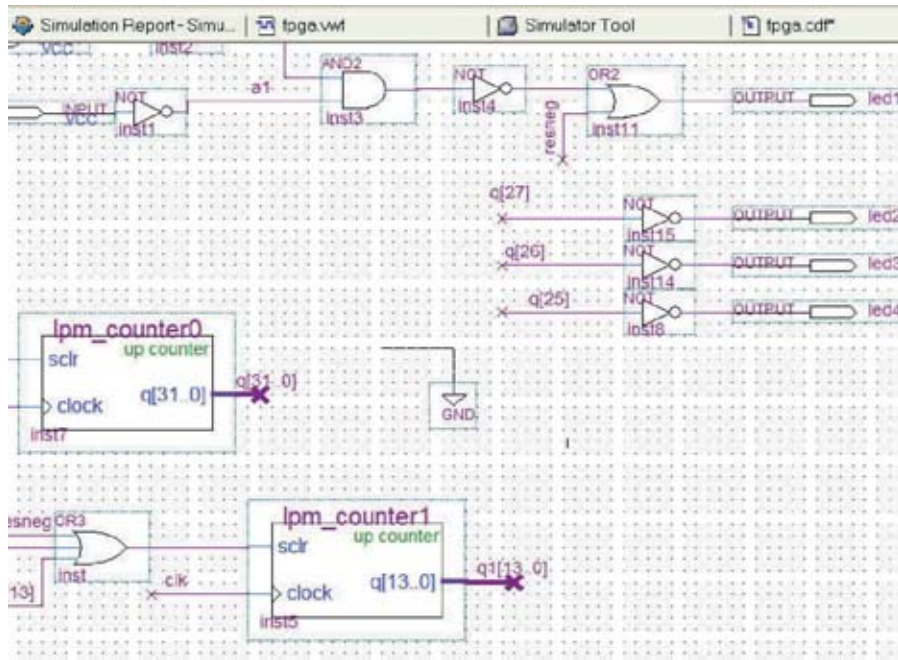 Simulation Report - Simu... fpga.vwf Simulator Tool fpga.cdf*
VCC inst2
AND2
NOT
OR2
a1
NOT
INPUT
VCC
OUTPUT led1
inst1
inst3
inst4
inst11
resneg
q[27]
NOT
OUTPUT led2
inst15
q[26]
NOT
OUTPUT led3
inst14
q[25]
NOT
OUTPUT led4
inst8
lpm_counter0
up counter
sclr
q[31..0] q[31..0]
clock
inst7
GND
lpm_counter1
esneg OR3
up counter
sclr
inst
clk
q[13..0] q1[13..0]
13] clock
inst5